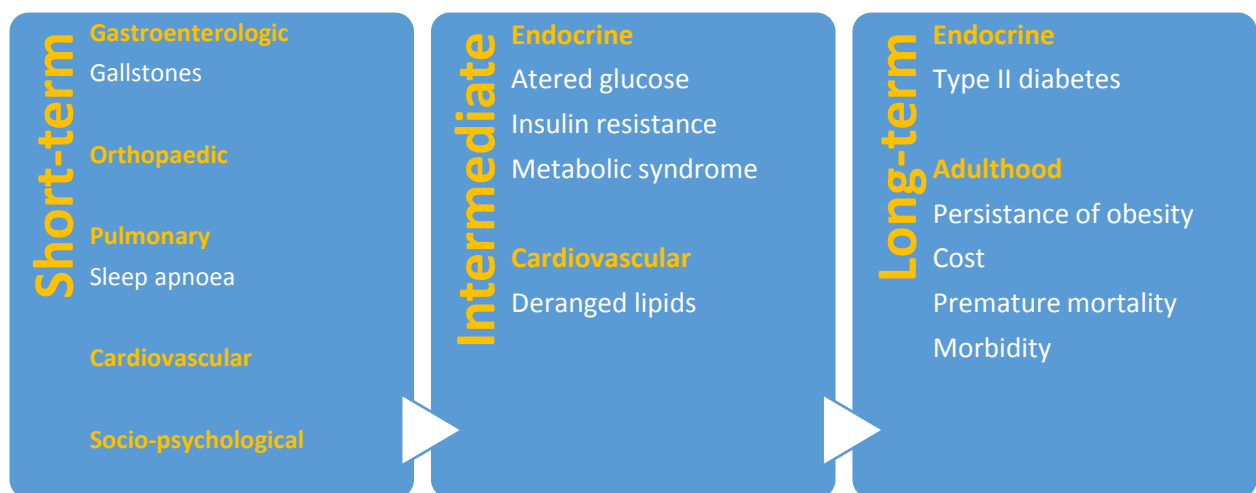 Short-term
Gastroenterologic
Gallstones
Orthopaedic
Pulmonary
Sleep apnoea
Cardiovascular
Socio-psychological
Intermediate
Endocrine
Atered glucose
Insulin resistance
Metabolic syndrome
Cardiovascular
Deranged lipids
Long-term
Endocrine
Type II diabetes
Adulthood
Persistance of obesity
Cost
Premature mortality
Morbidity